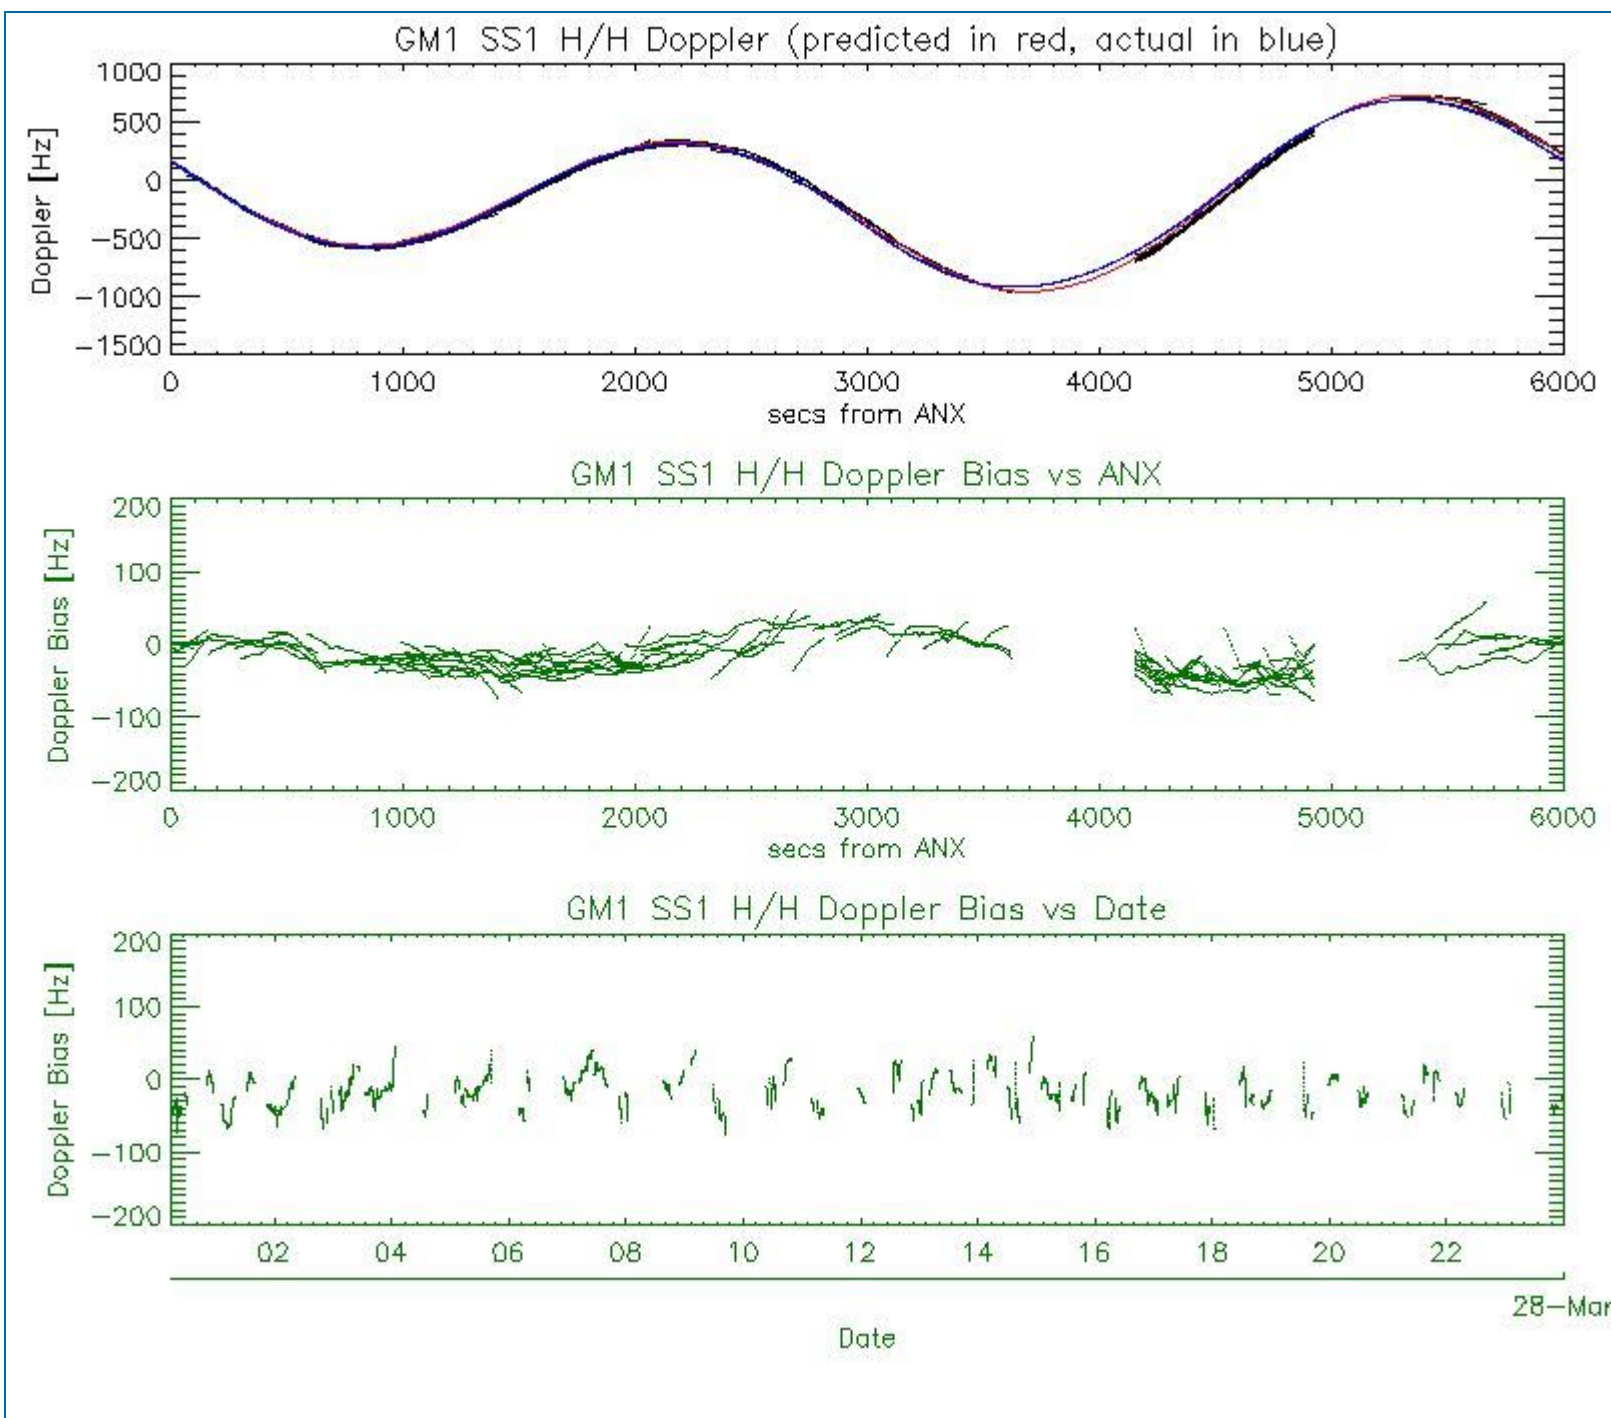 GM1 SS1 H/H Doppler (predicted in red, actual in blue)
Doppler [Hz]
1000
500
0
-500
-1000
-1500
0 1000 2000 3000 4000 5000 6000
secs from ANX
GM1 SS1 H/H Doppler Bias vs ANX
Doppler Bias [Hz]
200
100
0
-100
-200
0 1000 2000 3000 4000 5000 6000
secs from ANX
GM1 SS1 H/H Doppler Bias vs Date
Doppler Bias [Hz]
200
100
0
-100
-200
02 04 06 08 10 12 14 16 18 20 22
28-Mar
Date